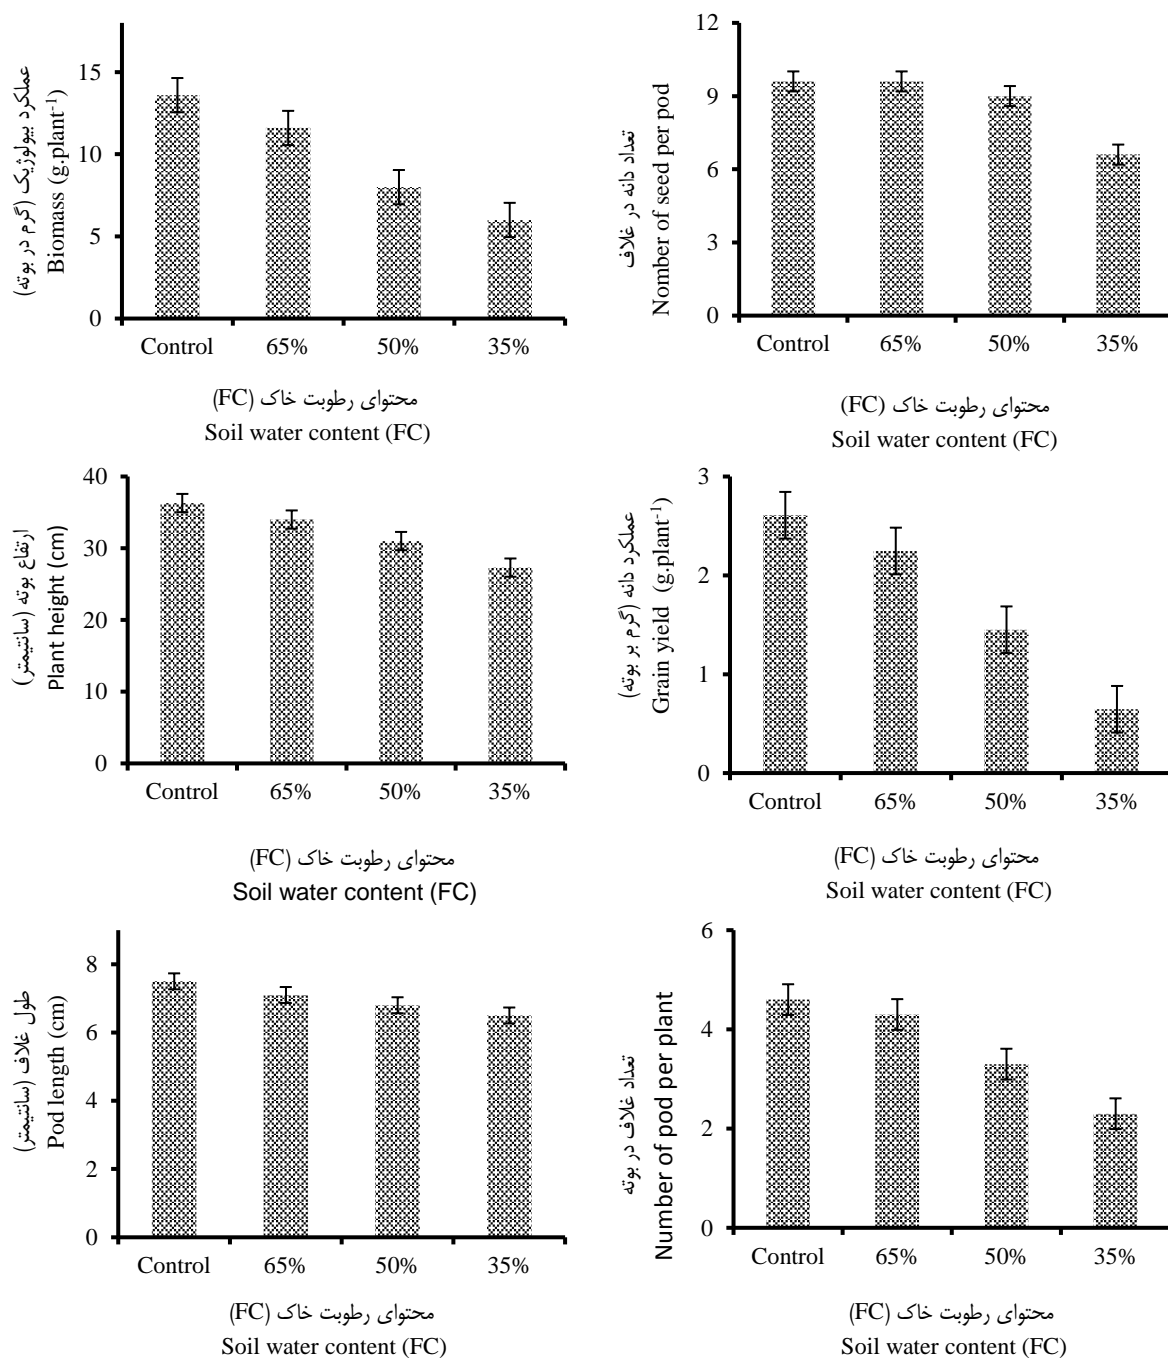 عملکرد بیولوژیک (گرم در بوته)
Biomass (g.plant-1)
15
10
5
0
Control 65% 50% 35%
محتوای رطوبت خاک (FC)
Soil water content (FC)
تعداد دانه در غلاف
Nomber of seed per pod
12
9
6
3
0
Control 65% 50% 35%
محتوای رطوبت خاک (FC)
Soil water content (FC)
ارتفاع بوته (سانتیمتر)
Plant height (cm)
40
30
20
10
0
Control 65% 50% 35%
محتوای رطوبت خاک (FC)
Soil water content (FC)
عملکرد دانه (گرم بر بوته)
Grain yield (g.plant-1)
3
2
1
0
Control 65% 50% 35%
محتوای رطوبت خاک (FC)
Soil water content (FC)
طول غلاف (سانتیمتر)
Pod length (cm)
8
6
4
2
0
Control 65% 50% 35%
محتوای رطوبت خاک (FC)
Soil water content (FC)
تعداد غلاف در بوته
Number of pod per plant
6
4
2
0
Control 65% 50% 35%
محتوای رطوبت خاک (FC)
Soil water content (FC)